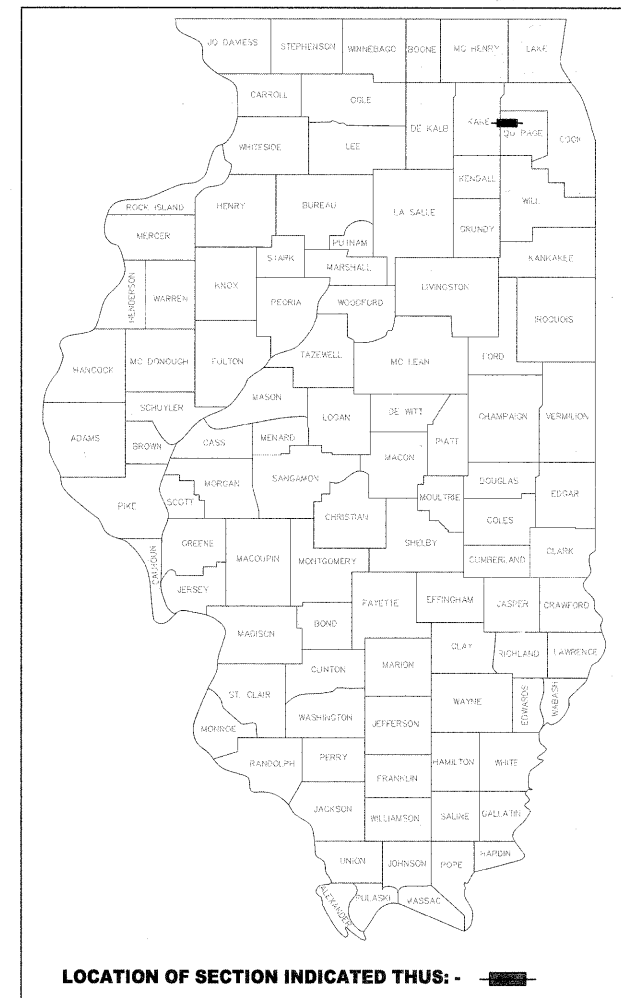 JO DAVIESS STEPHENSON WINNEBAGO BOONE MC HENRY LAKE
CARROLL OGLE
DE KALB KANE DU PAGE COOK
WHITESIDE LEE
KENDALL
ROCK ISLAND HENRY BUREAU LA SALLE GRUNDY WILL
MERCER PUTNAM
STARK MARSHALL KANKAKEE
HENDERSON WARREN KNOX PEORIA WOODFORD LIVINGSTON
IROQUOIS
HANCOCK MC DONOUGH FULTON TAZEWELL MC LEAN FORD
MASON
SCHUYLER LOGAN DE WITT CHAMPAIGN VERMILION
ADAMS BROWN CASS MENARD MACON PIATT
PIKE SCOTT MORGAN SANGAMON MOULTRIE DOUGLAS EDGAR
CHRISTIAN COLES
CALHOUN GREENE MACOUPIN MONTGOMERY SHELBY CUMBERLAND CLARK
JERSEY FAYETTE EFFINGHAM JASPER CRAWFORD
MADISON BOND
CLAY RICHLAND LAWRENCE
CLINTON MARION
ST. CLAIR WAYNE EDWARDS WABASH
WASHINGTON JEFFERSON
MONROE
RANDOLPH PERRY HAMILTON WHITE
FRANKLIN
JACKSON WILLIAMSON SALINE GALLATIN
UNION JOHNSON POPE HARDIN
ALEXANDER PULASKI MASSAC
LOCATION OF SECTION INDICATED THUS: -